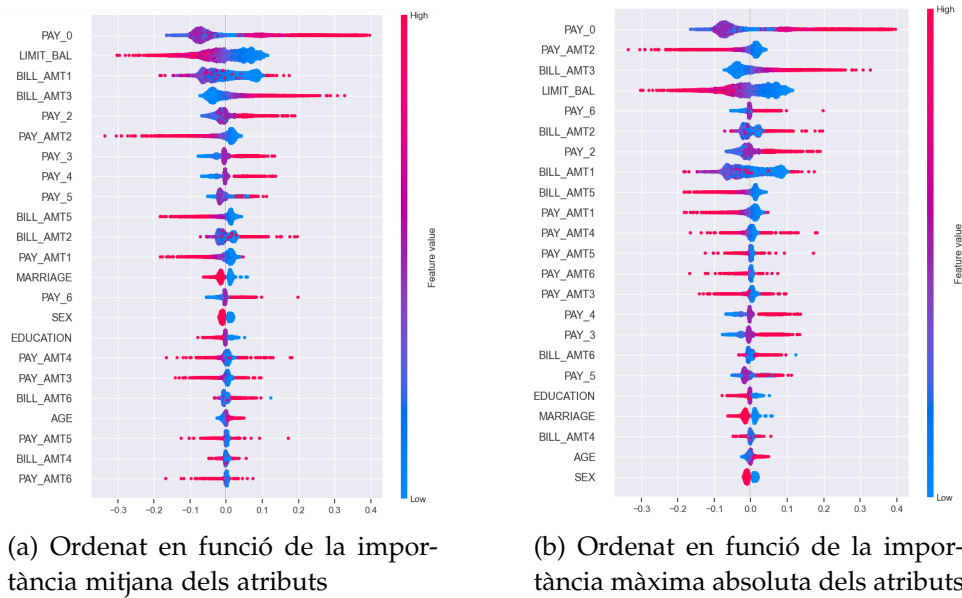 High
PAY_0
LIMIT_BAL
BILL_AMT1
BILL_AMT3
PAY_2
PAY_AMT2
PAY_3
PAY_4
PAY_5
BILL_AMT5
BILL_AMT2
PAY_AMT1
MARRIAGE
PAY_6
SEX
EDUCATION
PAY_AMT4
PAY_AMT3
BILL_AMT6
AGE
PAY_AMT5
BILL_AMT4
PAY_AMT6
Feature value
Low
−0.3 −0.2 −0.1 0.0 0.1 0.2 0.3 0.4
(a) Ordenat en funció de la impor-
tància mitjana dels atributs
High
PAY_0
PAY_AMT2
BILL_AMT3
LIMIT_BAL
PAY_6
BILL_AMT2
PAY_2
BILL_AMT1
BILL_AMT5
PAY_AMT1
PAY_AMT4
PAY_AMT5
PAY_AMT6
PAY_AMT3
PAY_4
PAY_3
BILL_AMT6
PAY_5
EDUCATION
MARRIAGE
BILL_AMT4
AGE
SEX
Feature value
Low
−0.3 −0.2 −0.1 0.0 0.1 0.2 0.3 0.4
(b) Ordenat en funció de la impor-
tància màxima absoluta dels atributs